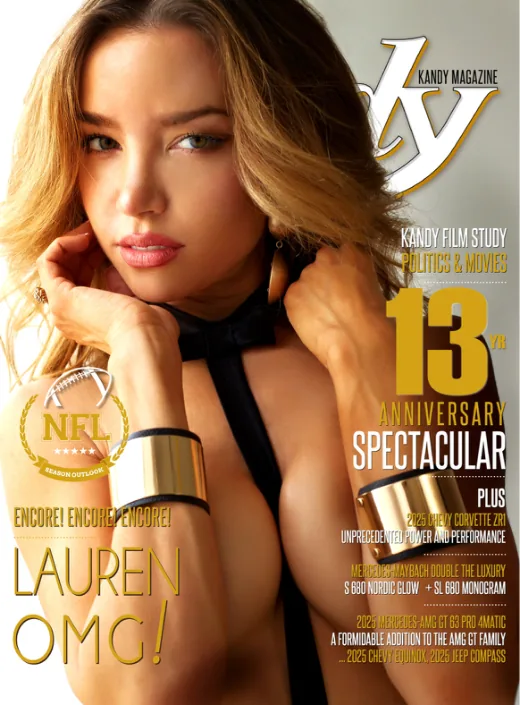 dy
KANDY MAGAZINE
KANDY FILM STUDY
POLITICS & MOVIES
13 YR
ANNIVERSARY
SPECTACULAR
NFL
SEASON OUTLOOK
PLUS
2025 CHEVY CORVETTE ZR1
UNPRECEDENTED POWER AND PERFORMANCE
ENCORE! ENCORE! ENCORE!
LAUREN
OMG!
MERCEDES-MAYBACH DOUBLE THE LUXURY
S 680 NORDIC GLOW + SL 680 MONOGRAM
2025 MERCEDES-AMG GT 63 PRO 4MATIC
A FORMIDABLE ADDITION TO THE AMG GT FAMILY
... 2025 CHEVY EQUINOX, 2025 JEEP COMPASS